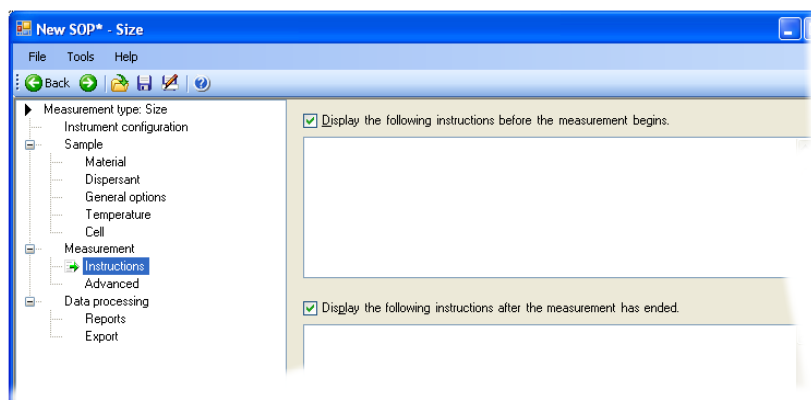 New SOP* - Size
File Tools Help
Back
Measurement type: Size
Instrument configuration
Sample
Material
Dispersant
General options
Temperature
Cell
Measurement
Instructions
Advanced
Data processing
Reports
Export
Display the following instructions before the measurement begins.
Display the following instructions after the measurement has ended.